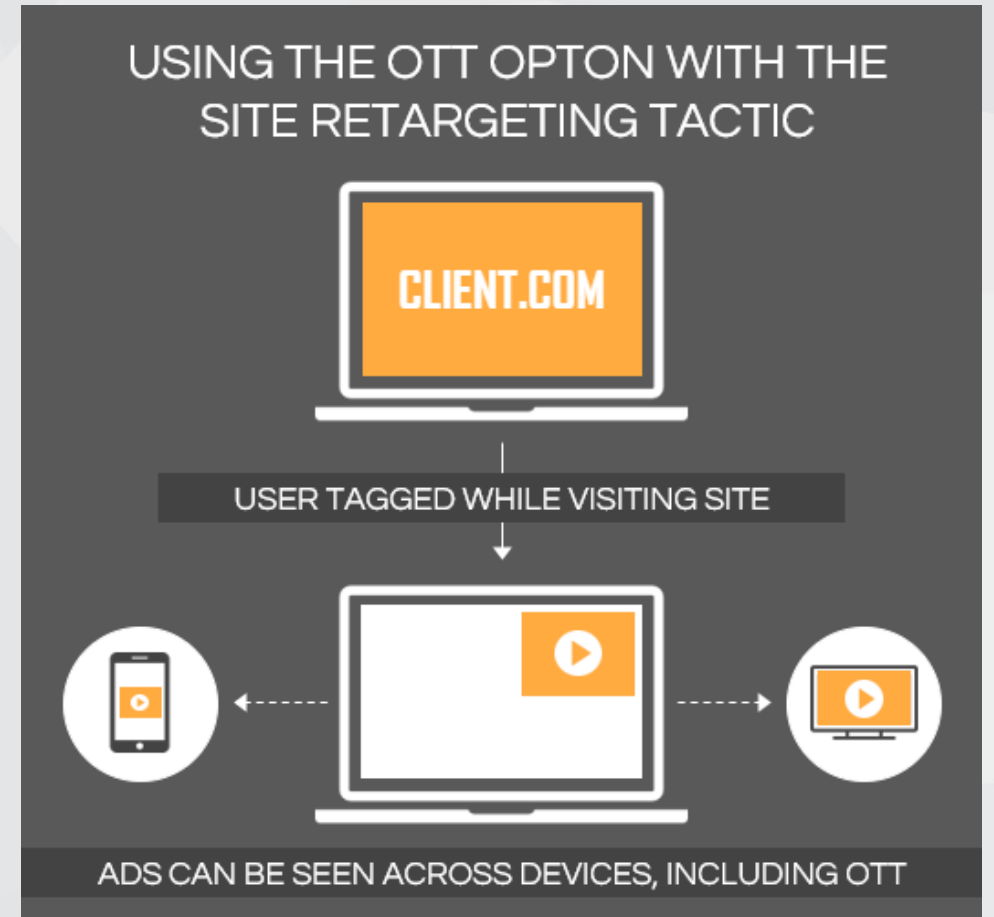 USING THE OTT OPTON WITH THE
SITE RETARGETING TACTIC
CLIENT.COM
USER TAGGED WHILE VISITING SITE
ADS CAN BE SEEN ACROSS DEVICES, INCLUDING OTT